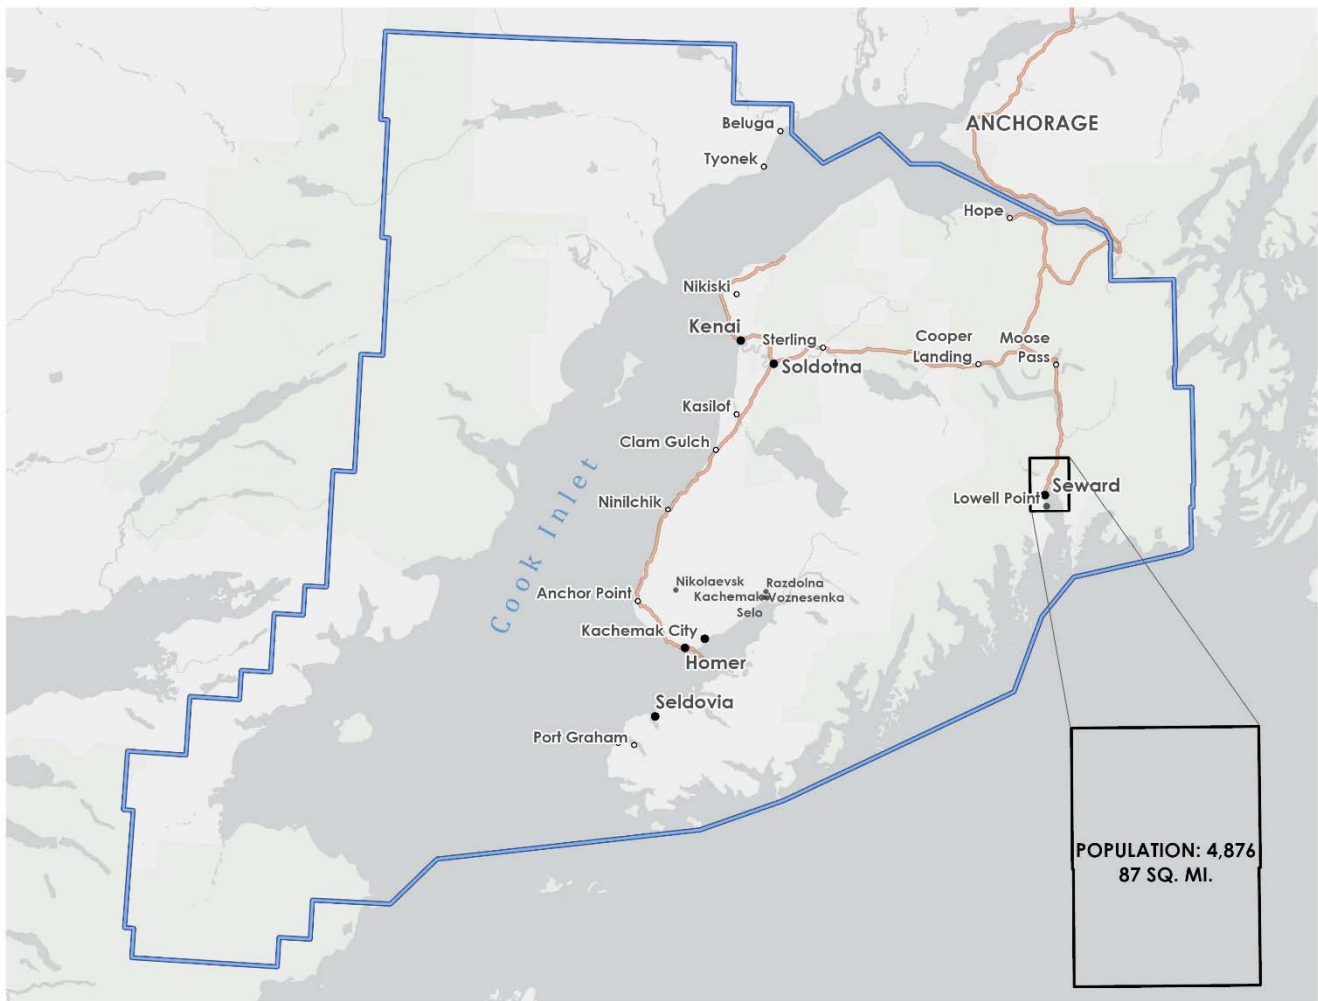 Beluga
ANCHORAGE
Tyonek
Hope
Nikiski
Kenai
Sterling
Cooper
Landing
Moose
Pass
Soldotna
Kasilof
Clam Gulch
Cook Inlet
Ninilchik
Seward
Lowell Point
Nikolaevsk
Razdolna
Kachemak
Voznesenka
Selo
Anchor Point
Kachemak City
Homer
Seldovia
Port Graham
POPULATION: 4,876
87 SQ. MI.